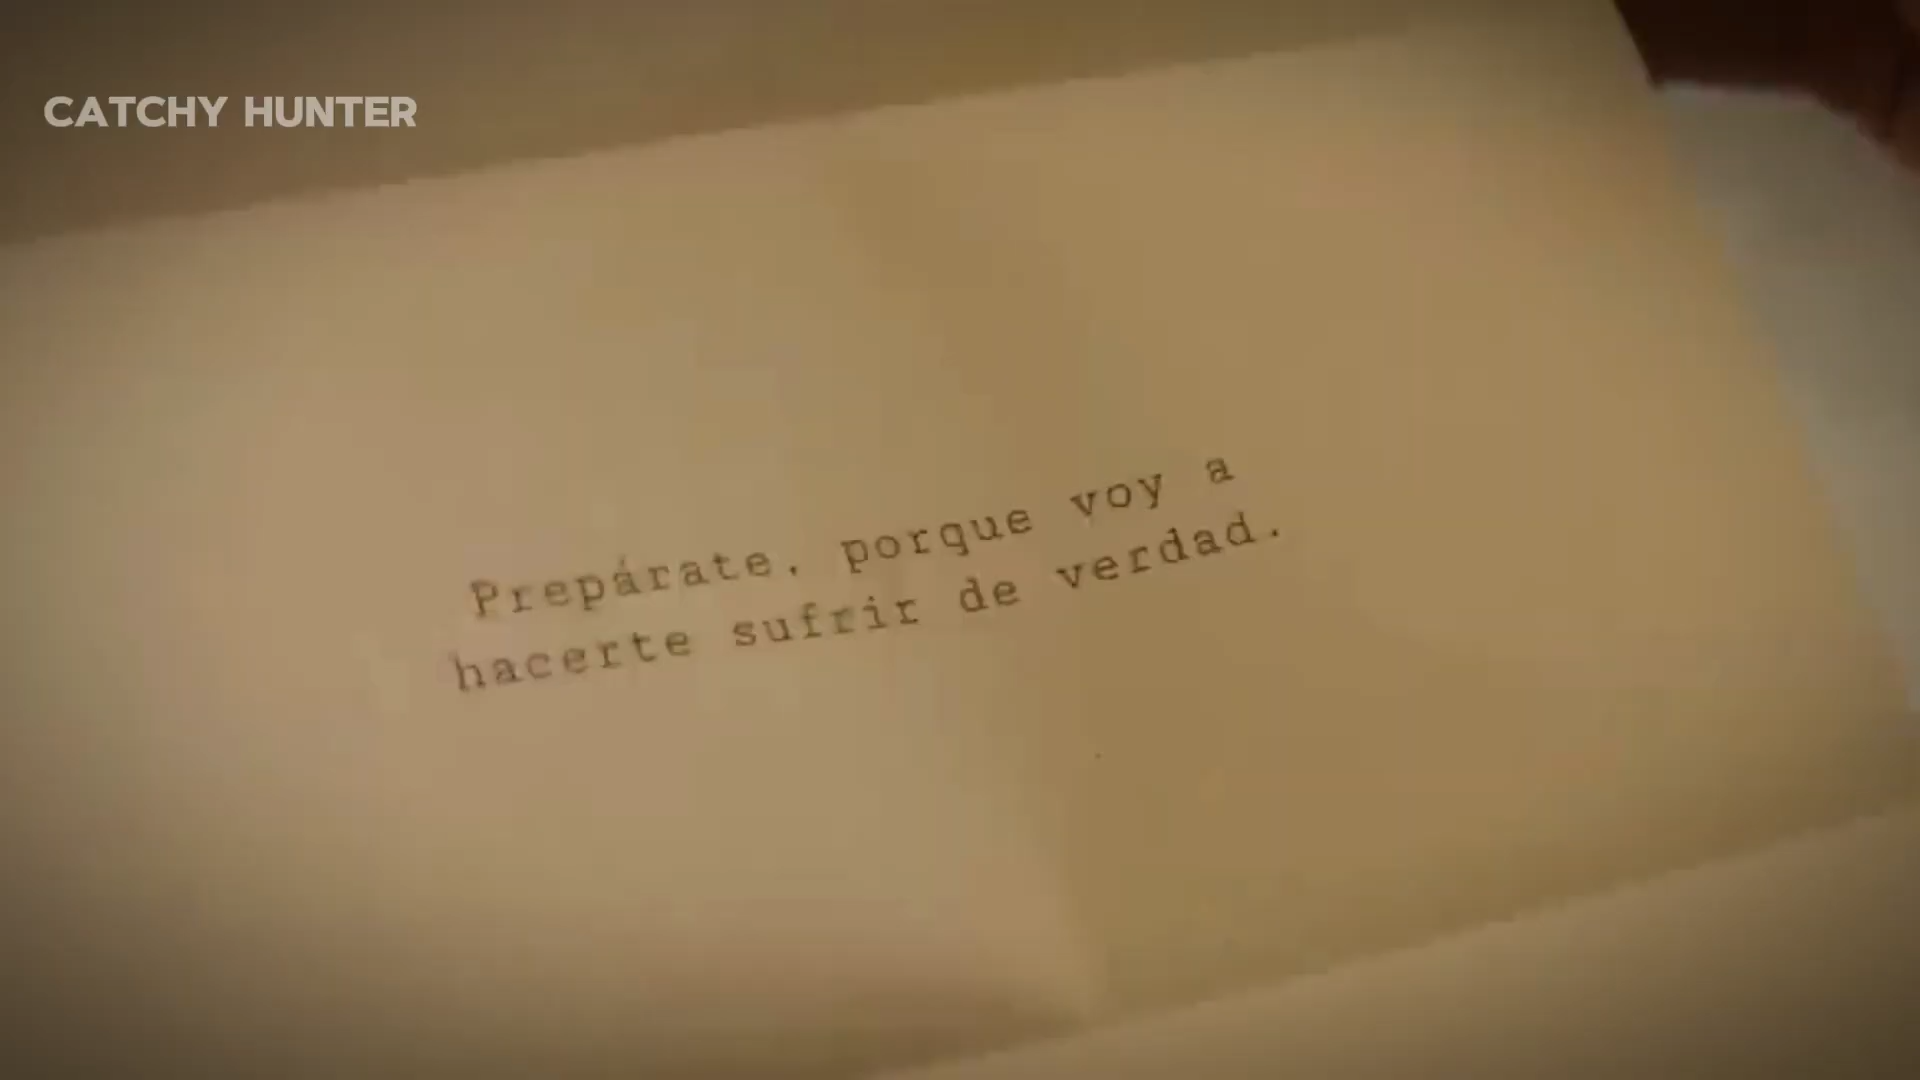 CATCHY HUNTER
Prepárate, porque voy a
hacerte sufrir de verdad.